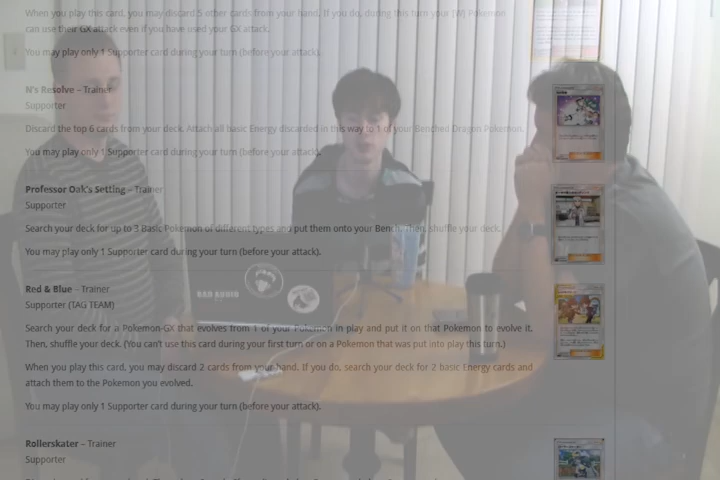 When you play this card, you may discard 5 other cards from your hand. If you do, during this turn your [W] Pokemon
can use their GX attack even if you have used your GX attack.
You may play only 1 Supporter card during your turn (before your attack).
N's Resolve – Trainer
Supporter
Discard the top 6 cards from your deck. Attach all basic Energy discarded in this way to 1 of your Benched Dragon Pokemon.
You may play only 1 Supporter card during your turn (before your attack).
Professor Oak's Setting – Trainer
Supporter
Search your deck for up to 3 Basic Pokemon of different types and put them onto your Bench. Then, shuffle your deck.
You may play only 1 Supporter card during your turn (before your attack).
Red & Blue – Trainer
Supporter (TAG TEAM)
BAD AUDIO
Search your deck for a Pokemon-GX that evolves from 1 of your Pokemon in play and put it on that Pokemon to evolve it.
Then, shuffle your deck. (You can't use this card during your first turn or on a Pokemon that was put into play this turn.)
When you play this card, you may discard 2 cards from your hand. If you do, search your deck for 2 basic Energy cards and
attach them to the Pokemon you evolved.
You may play only 1 Supporter card during your turn (before your attack).
Rollerskater – Trainer
Supporter